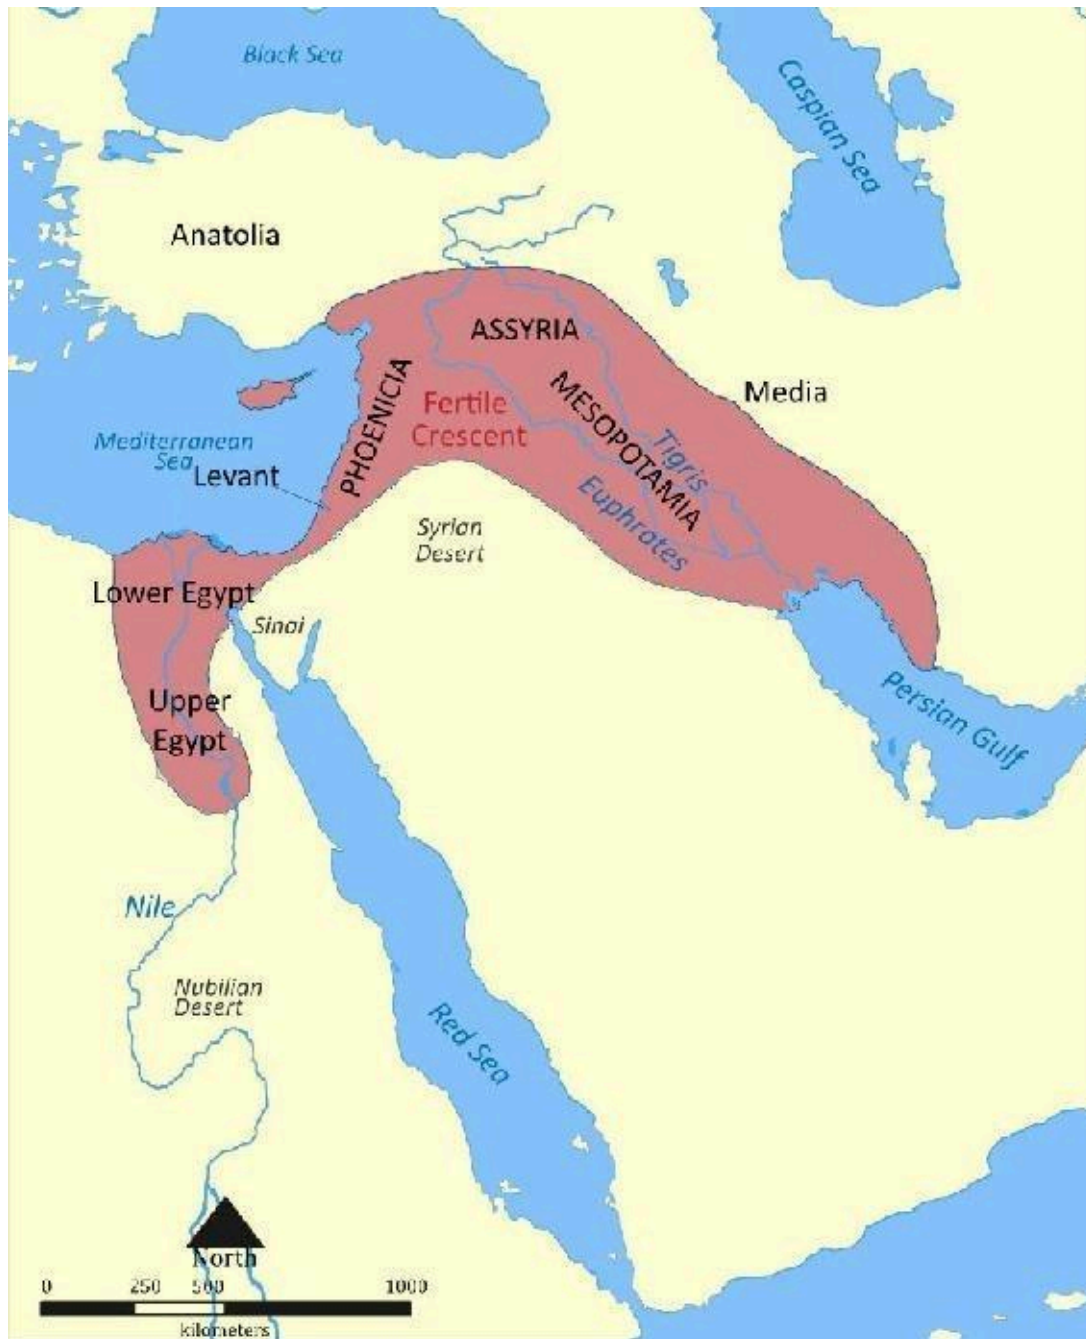 Black Sea
Caspian Sea
Anatolia
ASSYRIA
Media
PHOENICIA
Fertile
Crescent
MESOPOTAMIA
Tigris
Euphrates
Mediterranean
Sea
Levant
Syrian
Desert
Lower Egypt
Sinai
Upper
Egypt
Persian Gulf
Nile
Nubilian
Desert
Red Sea
North
0 250 500 1000
kilometers